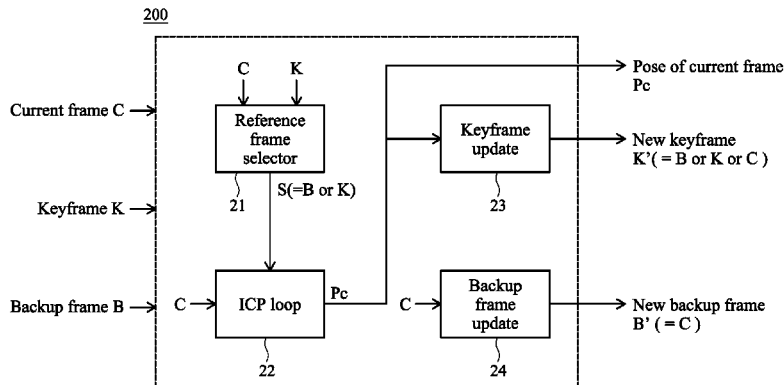 200
C
K
Pose of current frame
Pc
Current frame C
Reference
frame
selector
Keyframe
update
New keyframe
K’( = B or K or C )
21
S(=B or K)
23
Keyframe K
Backup frame B
C
ICP loop
Pc
C
Backup
frame
update
New backup frame
B’ ( = C )
22
24